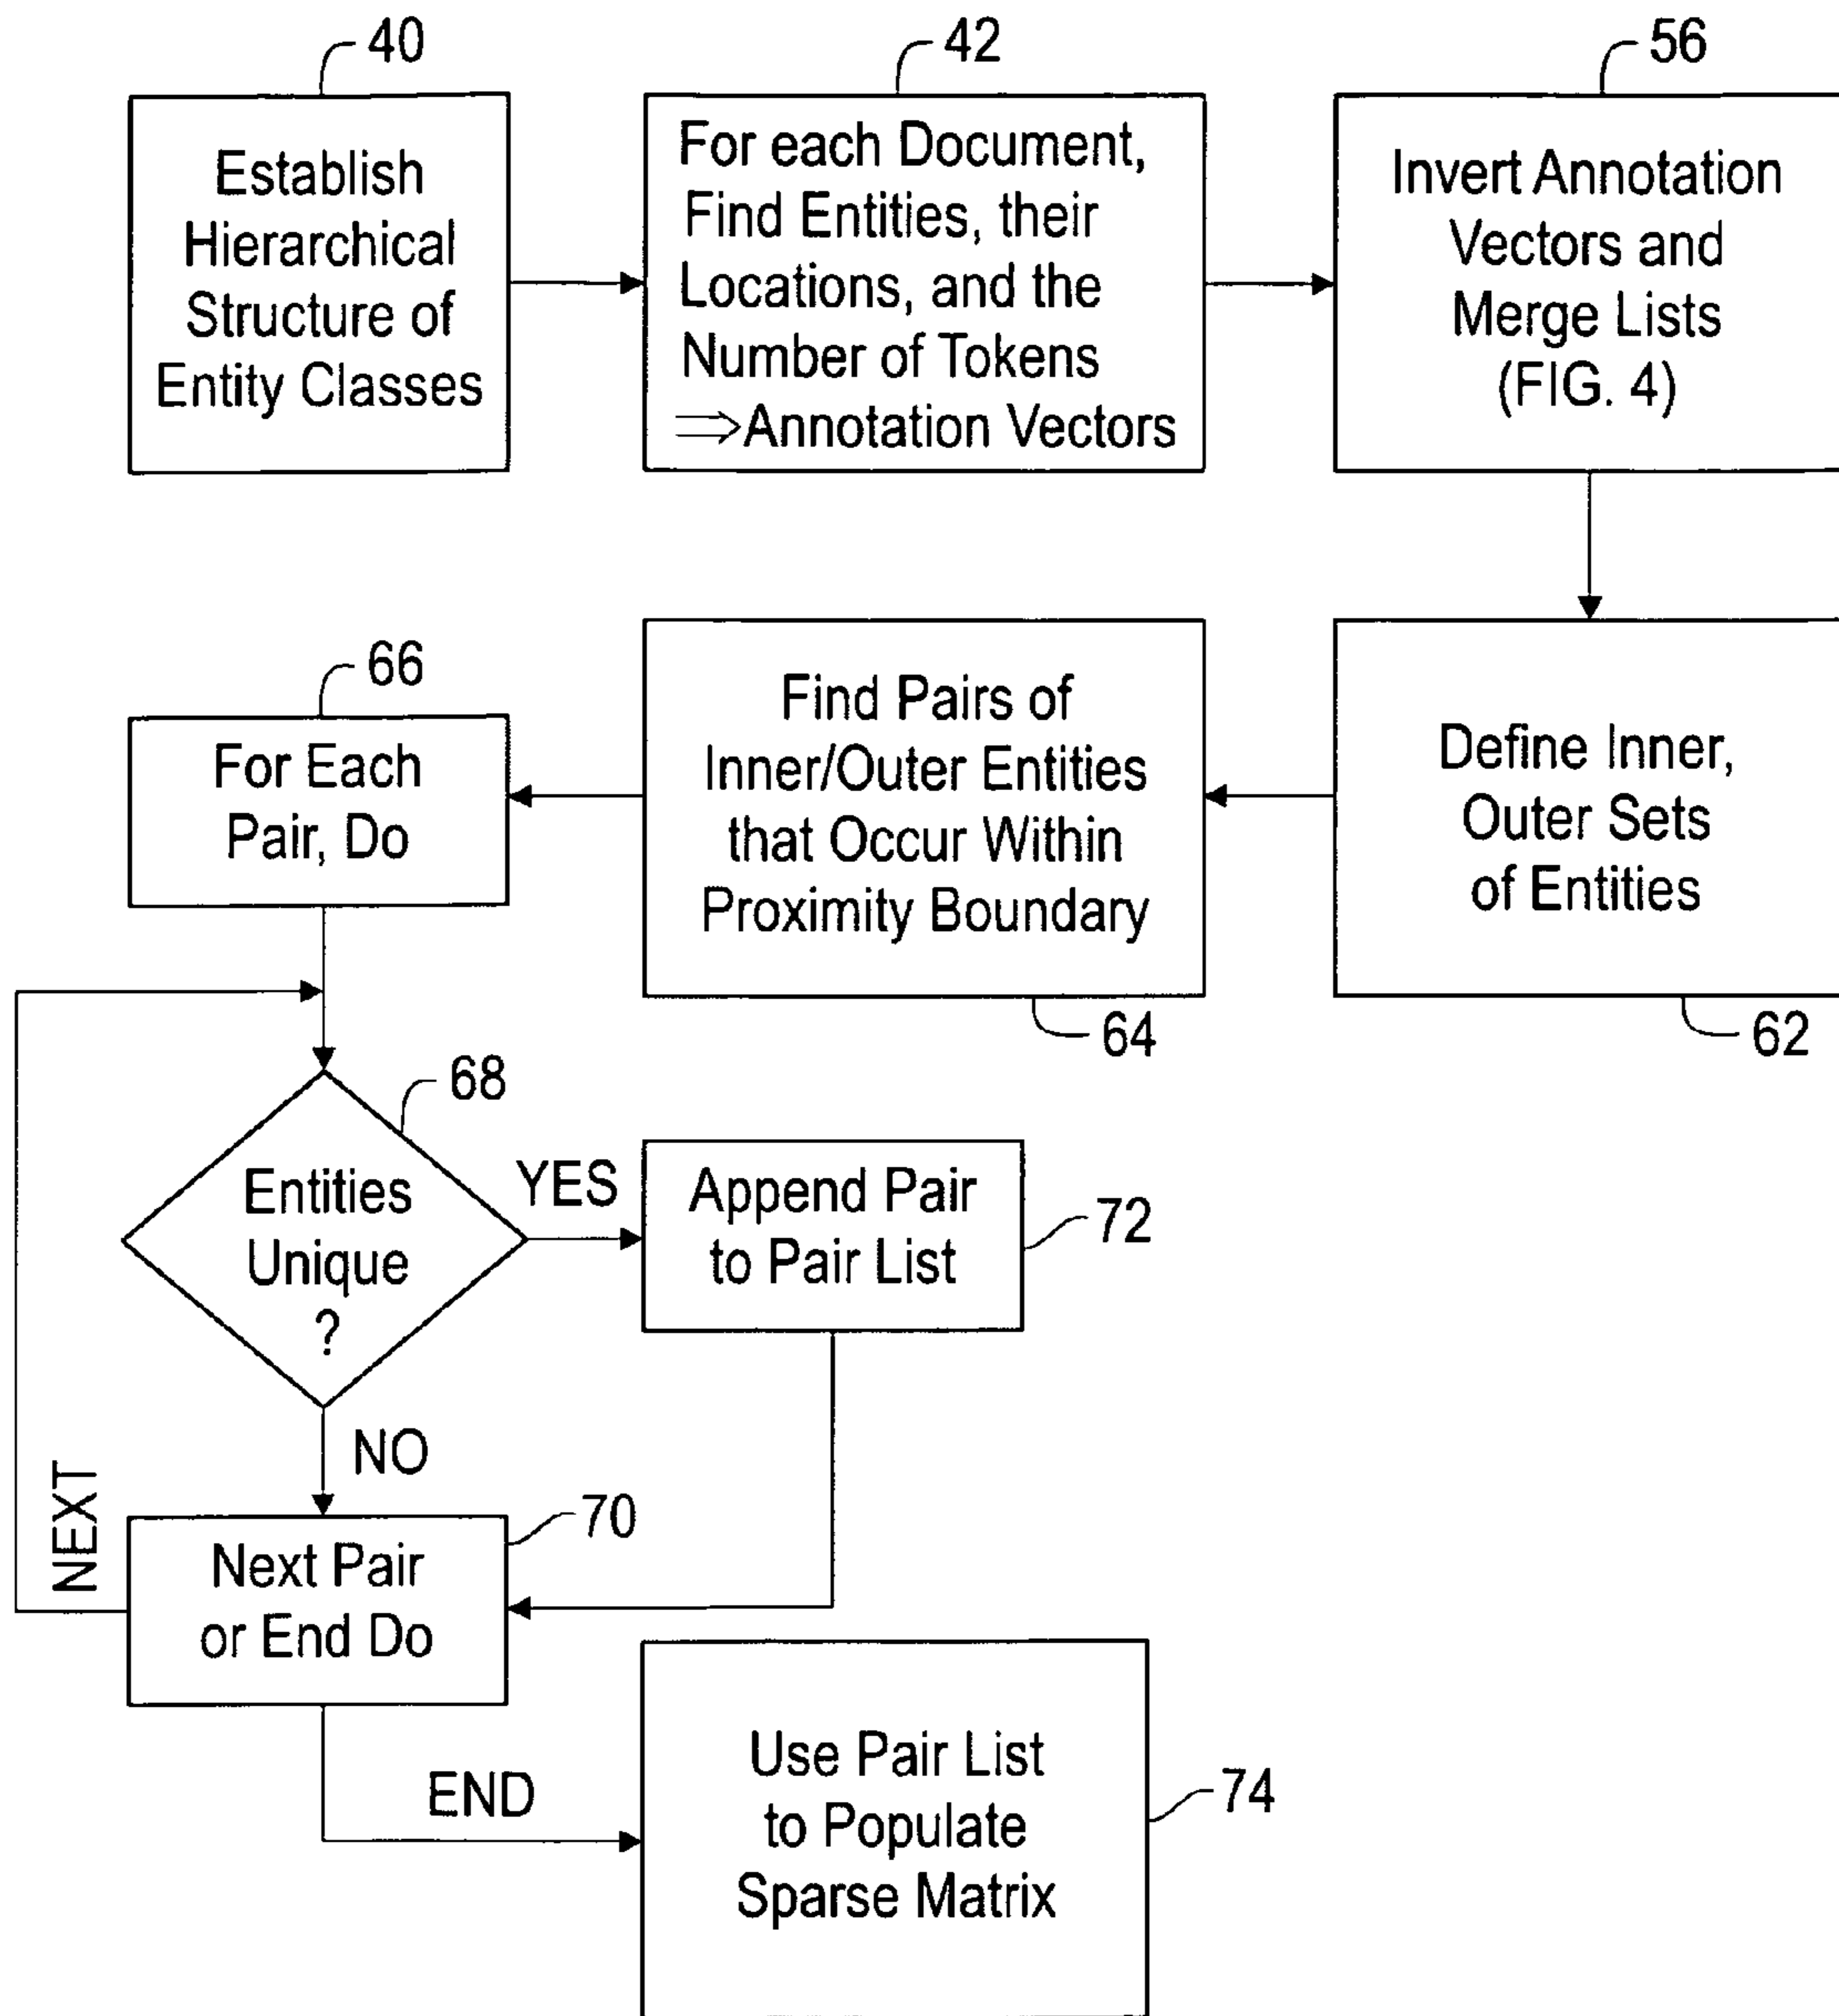 40
Establish
Hierarchical
Structure of
Entity Classes
42
For each Document,
Find Entities, their
Locations, and the
Number of Tokens
⇒Annotation Vectors
56
Invert Annotation
Vectors and
Merge Lists
(FIG. 4)
Define Inner,
Outer Sets
of Entities
62
Find Pairs of
Inner/Outer Entities
that Occur Within
Proximity Boundary
64
66
For Each
Pair, Do
68
Entities
Unique
?
YES
Append Pair
to Pair List
72
NO
NEXT
70
Next Pair
or End Do
END
Use Pair List
to Populate
Sparse Matrix
74